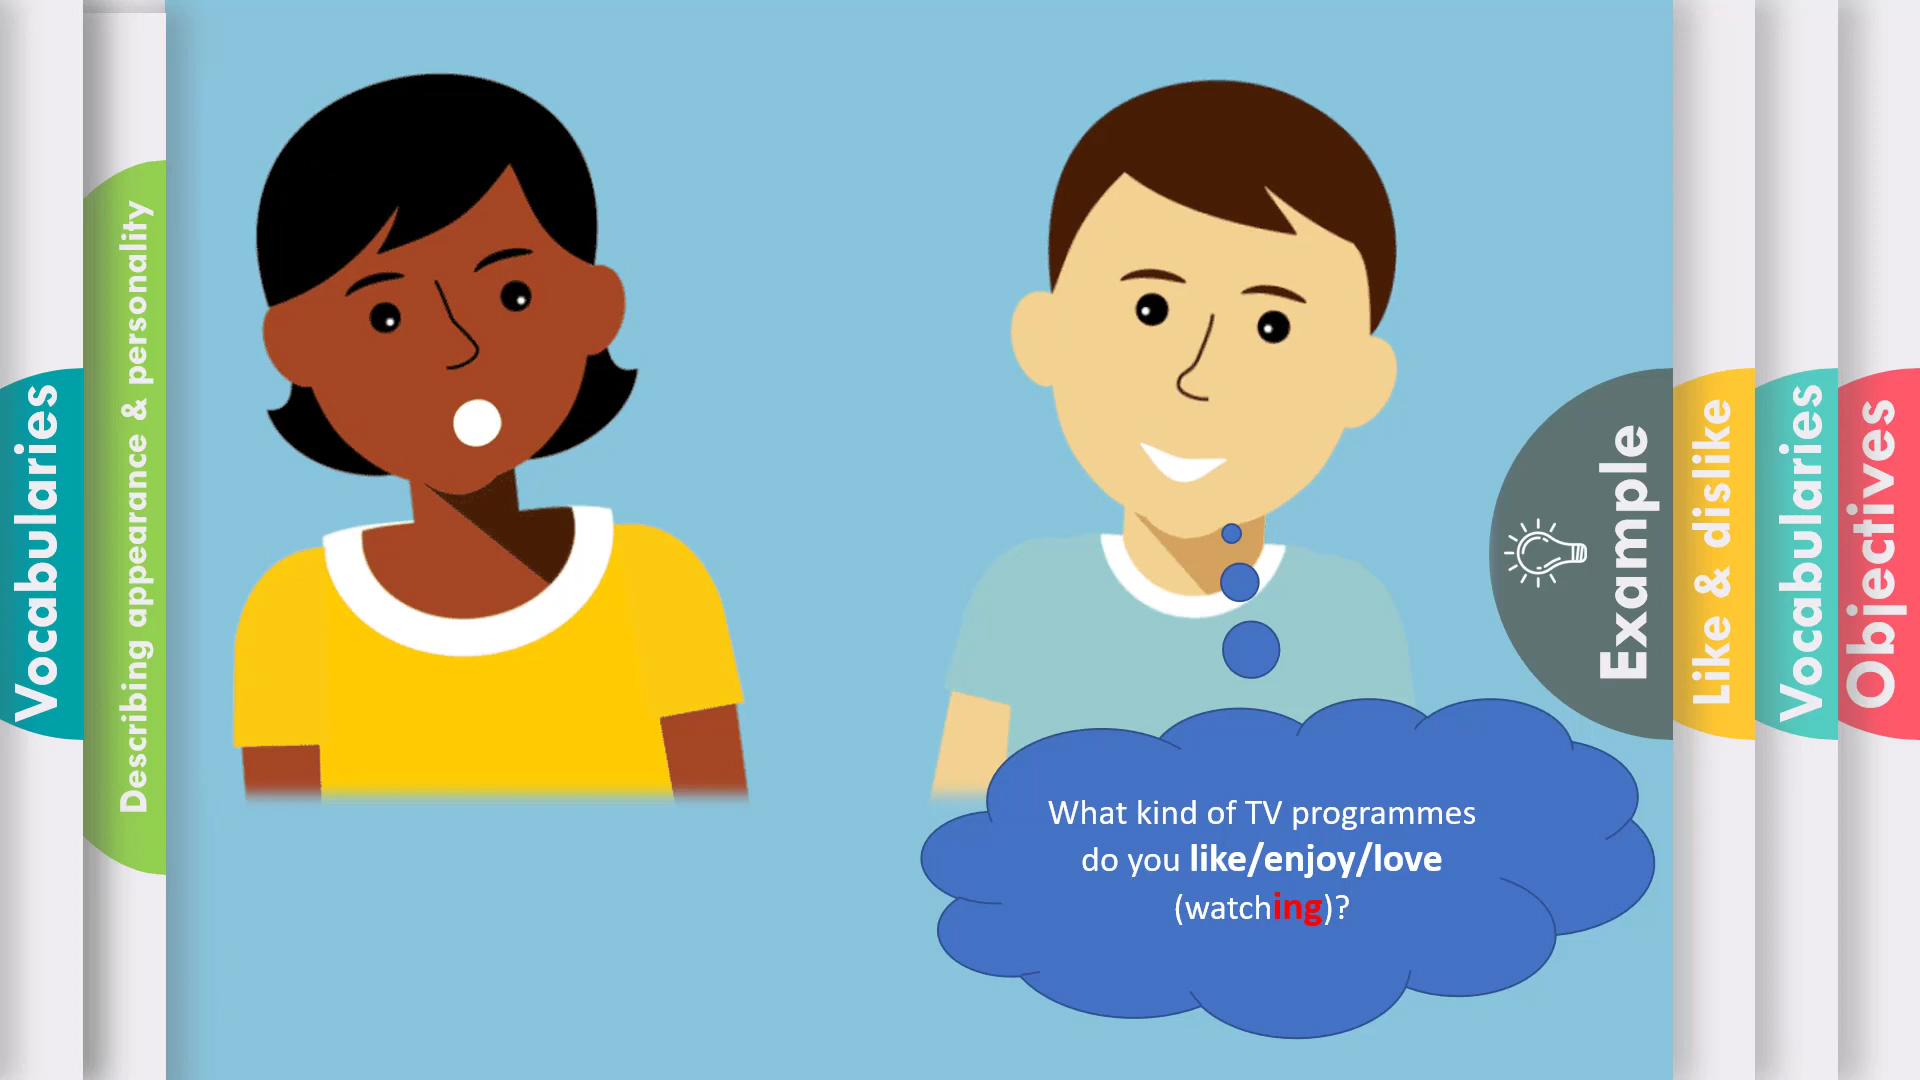 Vocabularies
Describing appearance & personality
What kind of TV programmes
do you like/enjoy/love
(watching)?
Example
Like & dislike
Vocabularies
Objectives